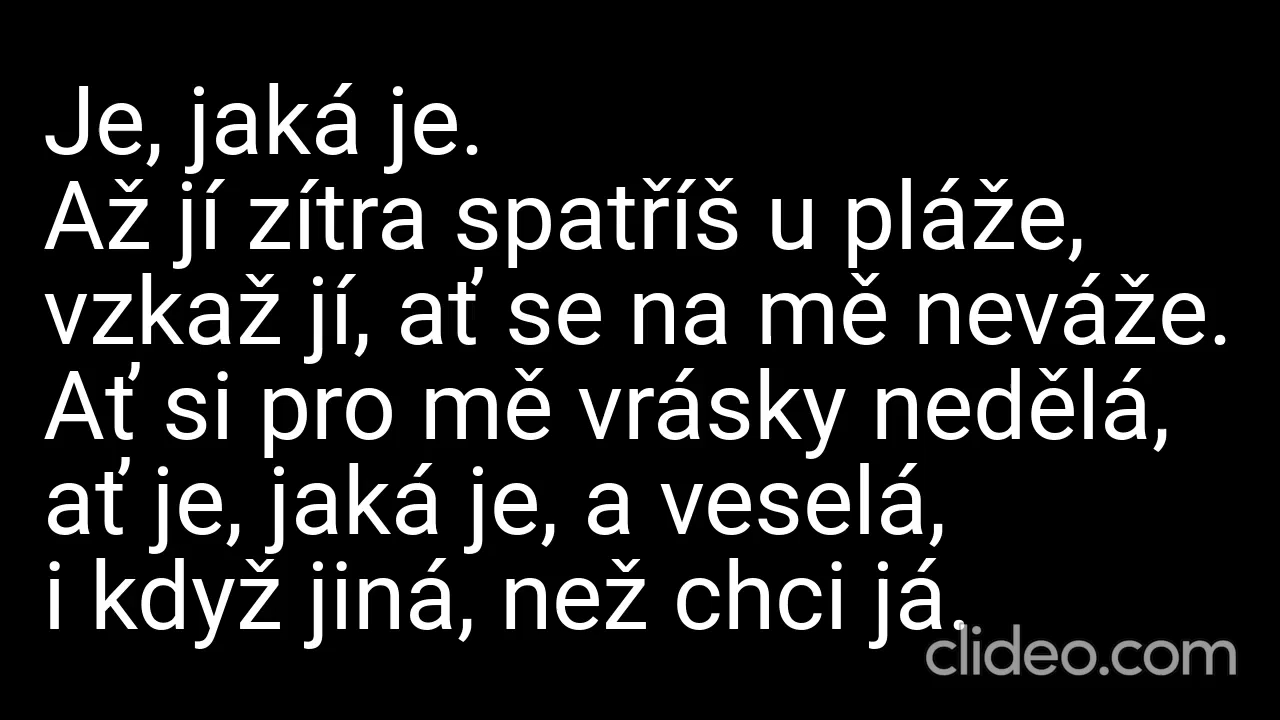 Je, jaká je.
Až jí zítra spatříš u pláže,
vzkaž jí, ať se na mě neváže.
Ať si pro mě vrásky nedělá,
ať je, jaká je, a veselá,
i když jiná, než chci já.
clideo.com